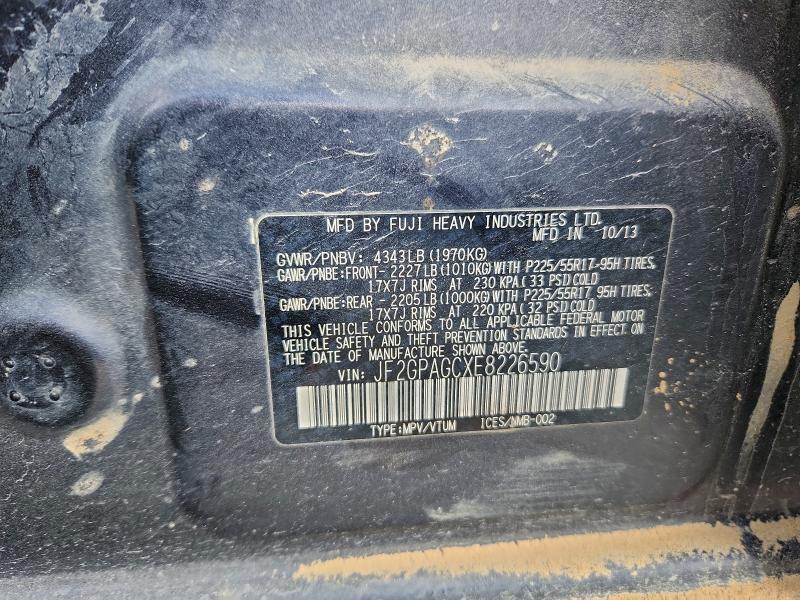 MFD BY FUJI HEAVY INDUSTRIES LTD.
MFD IN 10/13
GVWR/PNBV: 4343LB (1970KG)
GAWR/PNBE:FRONT- 2227LB (1010KG) WITH P225/55R17 95H TIRES,
17X7J RIMS AT 230 KPA ( 33 PSI) COLD
GAWR/PNBE:REAR - 2205LB (1000KG) WITH P225/55R17 95H TIRES,
17X7J RIMS AT 220 KPA ( 32 PSI) COLD
THIS VEHICLE CONFORMS TO ALL APPLICABLE FEDERAL MOTOR
VEHICLE SAFETY AND THEFT PREVENTION STANDARDS IN EFFECT ON
THE DATE OF MANUFACTURE SHOWN ABOVE.
VIN: JF2GPAGCXE8226590
TYPE:MPV/VTUM ICES/NMB-002